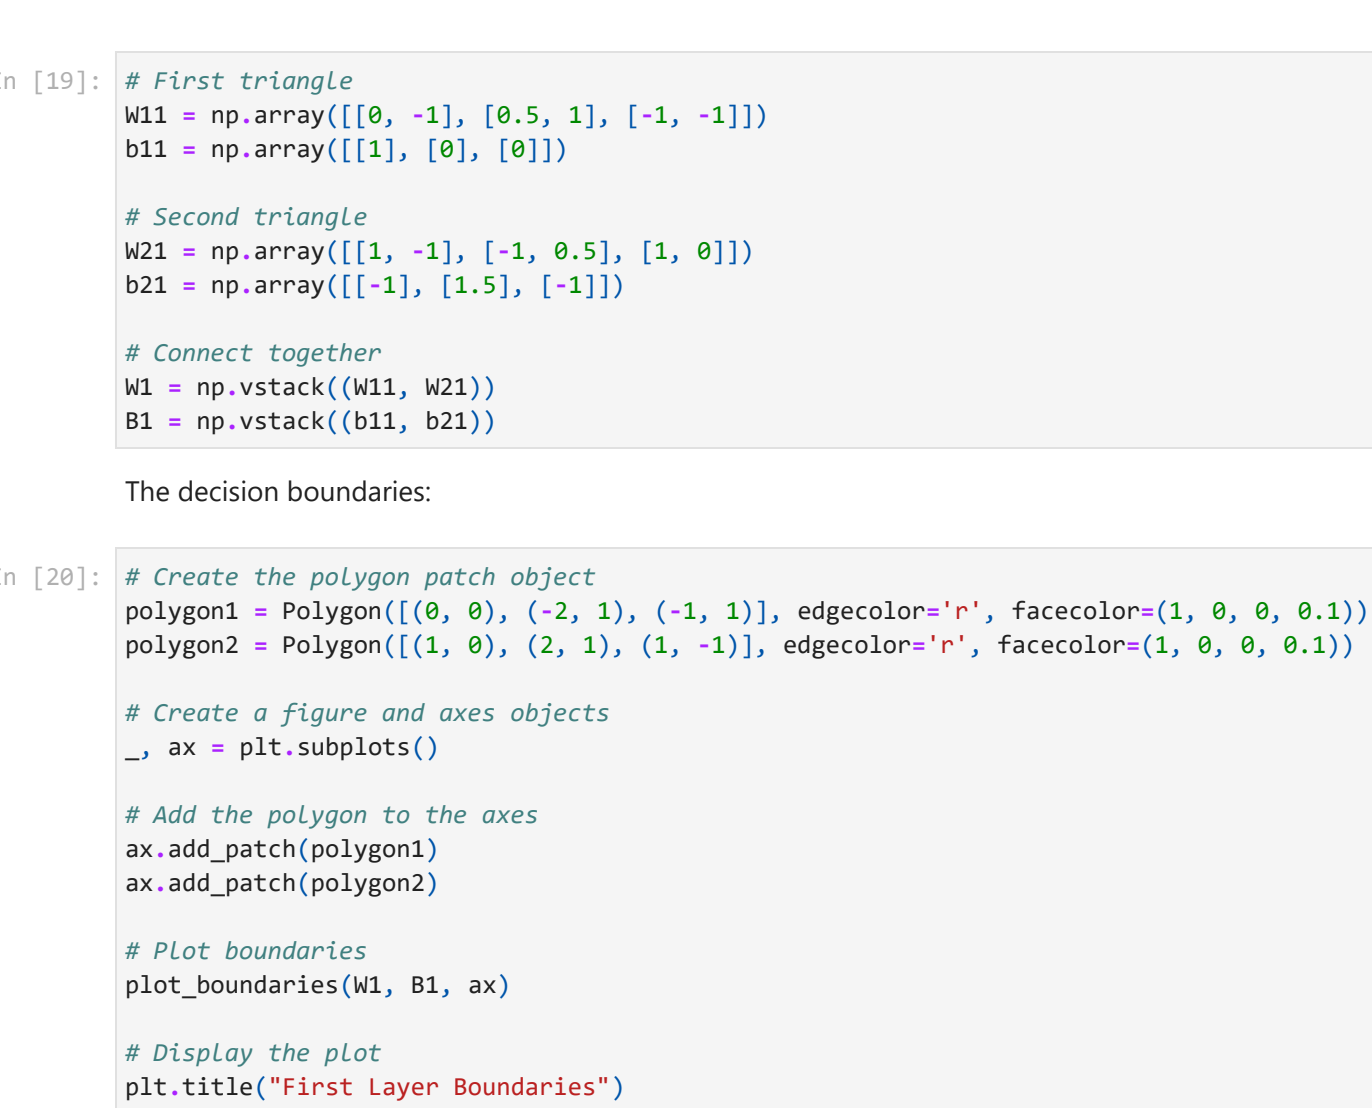 n [19]:
# First triangle
W11 = np.array([[0, -1], [0.5, 1], [-1, -1]])
b11 = np.array([[1], [0], [0]])
# Second triangle
W21 = np.array([[1, -1], [-1, 0.5], [1, 0]])
b21 = np.array([[-1], [1.5], [-1]])
# Connect together
W1 = np.vstack((W11, W21))
B1 = np.vstack((b11, b21))
The decision boundaries:
n [20]:
# Create the polygon patch object
polygon1 = Polygon([(0, 0), (-2, 1), (-1, 1)], edgecolor='r', facecolor=(1, 0, 0, 0.1))
polygon2 = Polygon([(1, 0), (2, 1), (1, -1)], edgecolor='r', facecolor=(1, 0, 0, 0.1))
# Create a figure and axes objects
_, ax = plt.subplots()
# Add the polygon to the axes
ax.add_patch(polygon1)
ax.add_patch(polygon2)
# Plot boundaries
plot_boundaries(W1, B1, ax)
# Display the plot
plt.title("First Layer Boundaries")